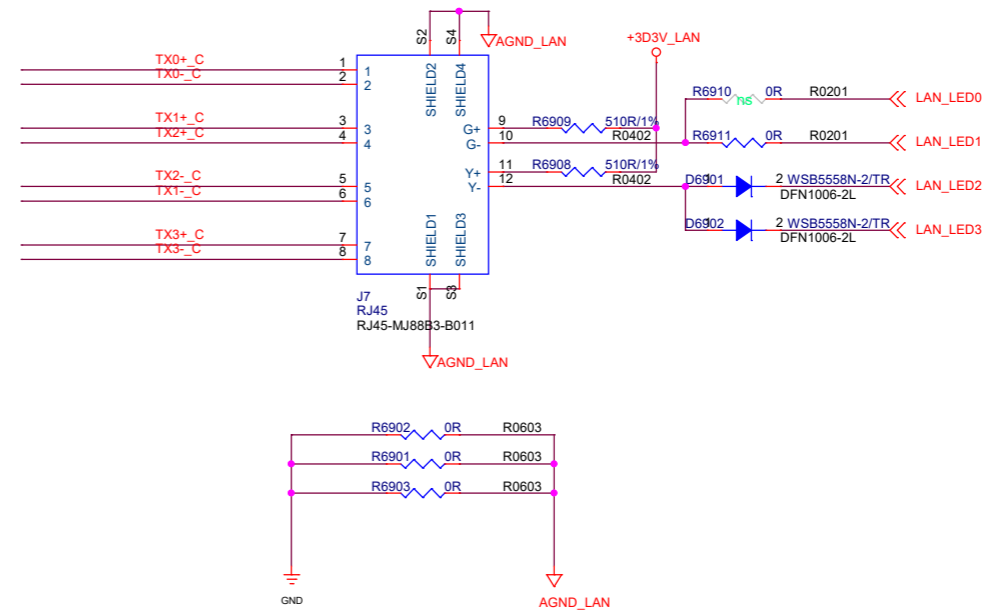 S2
S4
AGND_LAN
+3D3V_LAN
TX0+_C
1
1
TX0-_C
2
2
SHIELD2
SHIELD4
R6910
ns
0R
R0201
LAN_LED0
TX1+_C
3
3
G+
9
R6909
510R/1%
TX2+_C
4
4
G-
10
R0402
R6911
0R
R0201
LAN_LED1
Y+
11
R6908
510R/1%
TX2-_C
5
5
Y-
12
R0402
D6901
1
2
WSB5558N-2/TR
LAN_LED2
DFN1006-2L
TX1-_C
6
6
SHIELD1
SHIELD3
D6902
1
2
WSB5558N-2/TR
LAN_LED3
DFN1006-2L
TX3+_C
7
7
TX3-_C
8
8
S1
S3
J7
RJ45
RJ45-MJ88B3-B011
AGND_LAN
R6902
0R
R0603
R6901
0R
R0603
R6903
0R
R0603
GND
AGND_LAN